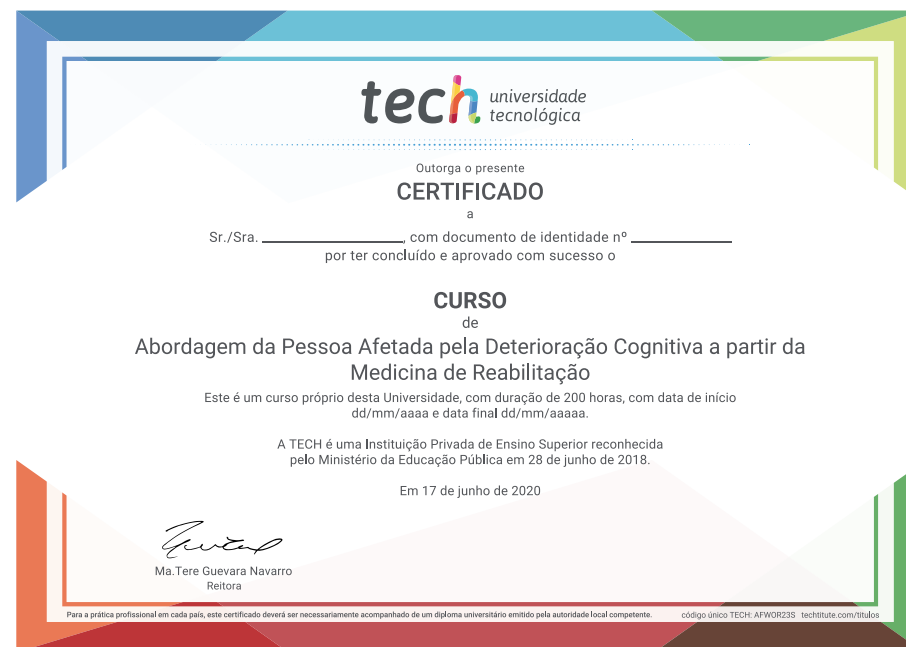 tech universidade
tecnológica
Outorga o presente
CERTIFICADO
a
Sr./Sra. ______________, com documento de identidade nº __________
por ter concluído e aprovado com sucesso o
CURSO
de
Abordagem da Pessoa Afetada pela Deterioração Cognitiva a partir da
Medicina de Reabilitação
Este é um curso próprio desta Universidade, com duração de 200 horas, com data de início
dd/mm/aaaa e data final dd/mm/aaaaa.
A TECH é uma Instituição Privada de Ensino Superior reconhecida
pelo Ministério da Educação Pública em 28 de junho de 2018.
Em 17 de junho de 2020
Ma.Tere Guevara Navarro
Reitora
Para a prática profissional em cada país, este certificado deverá ser necessariamente acompanhado de um diploma universitário emitido pela autoridade local competente. código único TECH: AFWOR23S techtitute.com/titulos